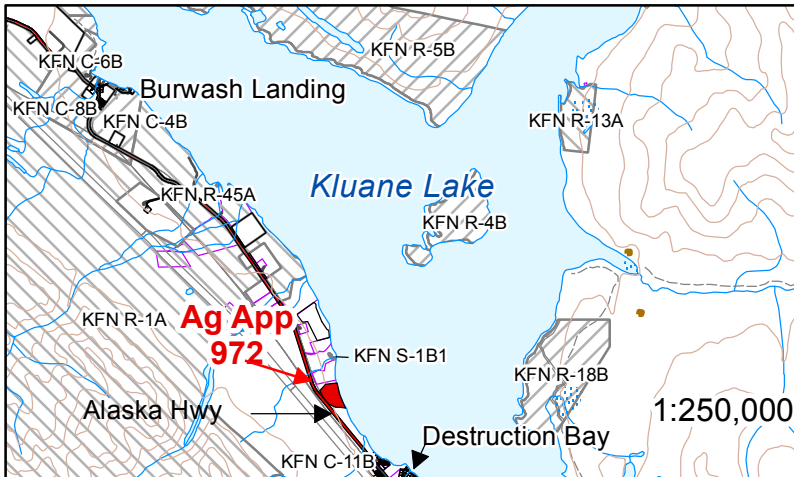 KFN R-5B
KFN C-6B
Burwash Landing
KFN C-8B
KFN C-4B
KFN R-13A
Kluane Lake
KFN R-45A
KFN R-4B
KFN R-1A
Ag App
972
KFN S-1B1
KFN R-18B
Alaska Hwy
1:250,000
Destruction Bay
KFN C-11B